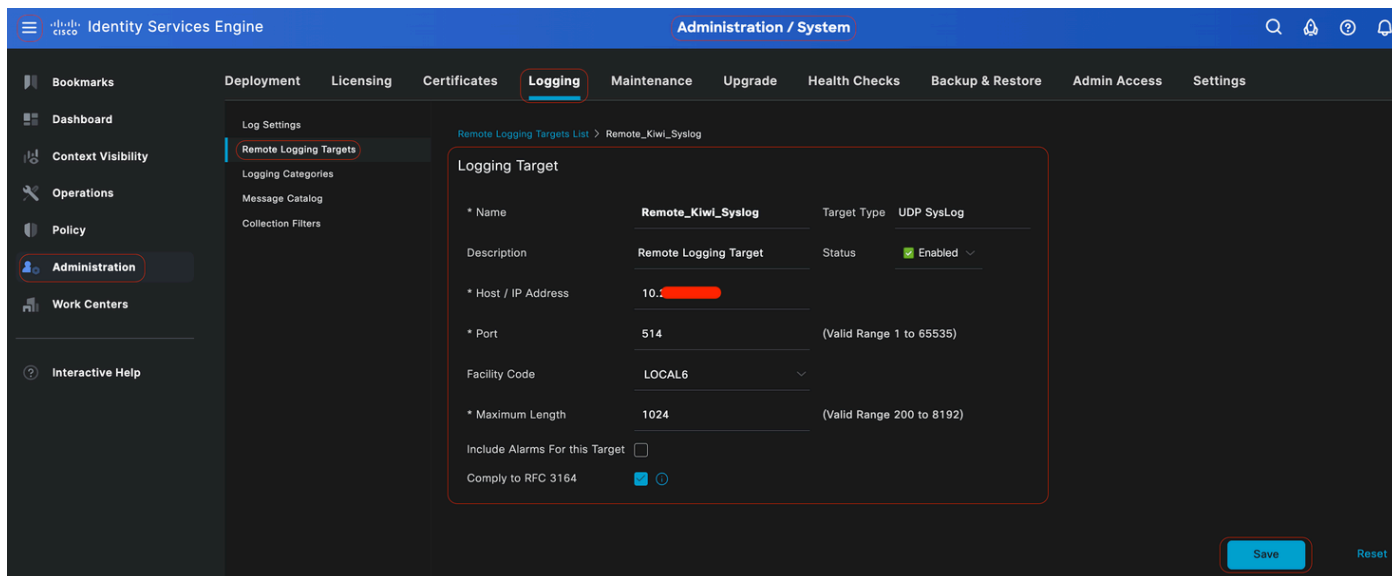 cisco Identity Services Engine
Administration / System
Bookmarks
Dashboard
Context Visibility
Operations
Policy
Administration
Work Centers
Interactive Help
Deployment Licensing Certificates Logging Maintenance Upgrade Health Checks Backup & Restore Admin Access Settings
Log Settings
Remote Logging Targets
Logging Categories
Message Catalog
Collection Filters
Remote Logging Targets List > Remote_Kiwi_Syslog
Logging Target
* Name Remote_Kiwi_Syslog Target Type UDP SysLog
Description Remote Logging Target Status Enabled
* Host / IP Address 10.
* Port 514 (Valid Range 1 to 65535)
Facility Code LOCAL6
* Maximum Length 1024 (Valid Range 200 to 8192)
Include Alarms For this Target
Comply to RFC 3164
Save Reset